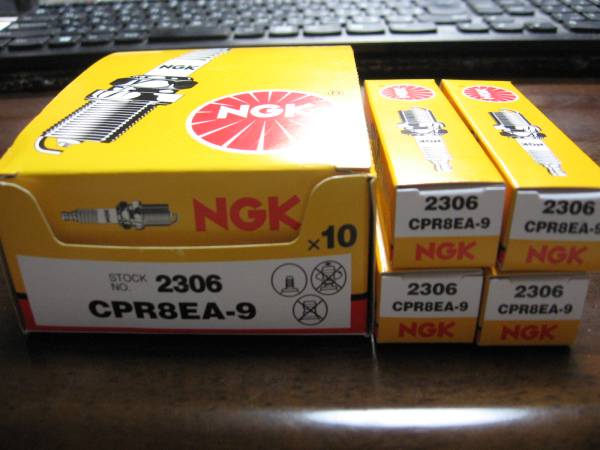 NGK
NGK
R
NGK
×10
STOCK NO. 2306
CPR8EA-9
NGK
2306
CPR8EA-9
NGK
NGK
2306
CPR8EA-9
NGK
2306
CPR8EA-9
NGK
2306
CPR8EA-9
NGK